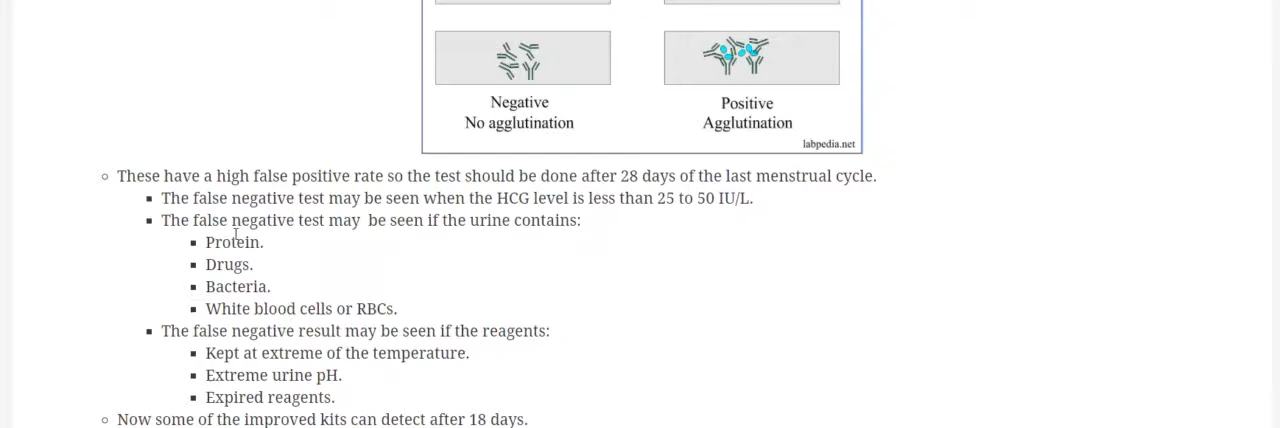 Negative
No agglutination
Positive
Agglutination
labpedia.net
These have a high false positive rate so the test should be done after 28 days of the last menstrual cycle.
The false negative test may be seen when the HCG level is less than 25 to 50 IU/L.
The false negative test may  be seen if the urine contains:
Protein.
Drugs.
Bacteria.
White blood cells or RBCs.
The false negative result may be seen if the reagents:
Kept at extreme of the temperature.
Extreme urine pH.
Expired reagents.
Now some of the improved kits can detect after 18 days.